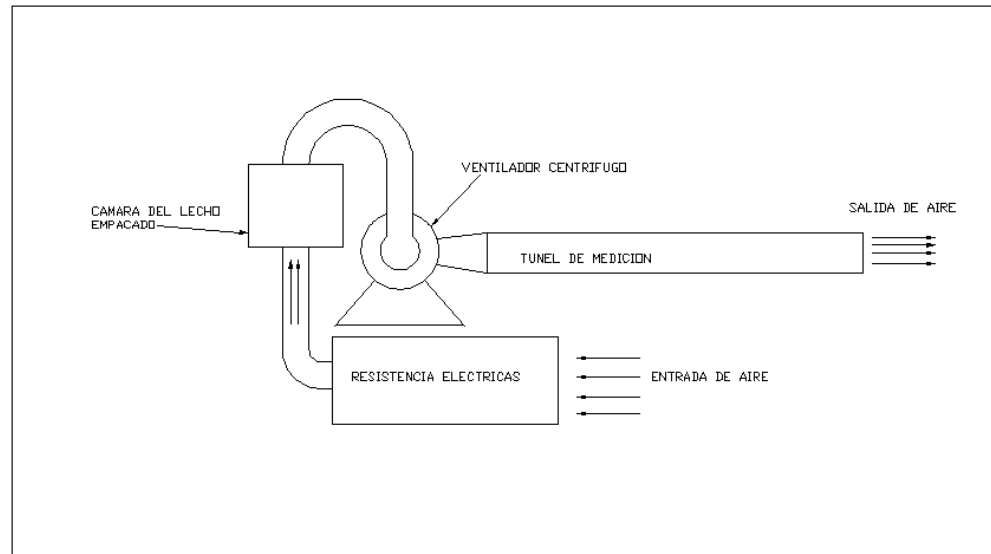 VENTILADOR CENTRIFUGO
CAMARA DEL LECHO
EMPACADO
SALIDA DE AIRE
TUNEL DE MEDICION
RESISTENCIA ELECTRICAS
ENTRADA DE AIRE